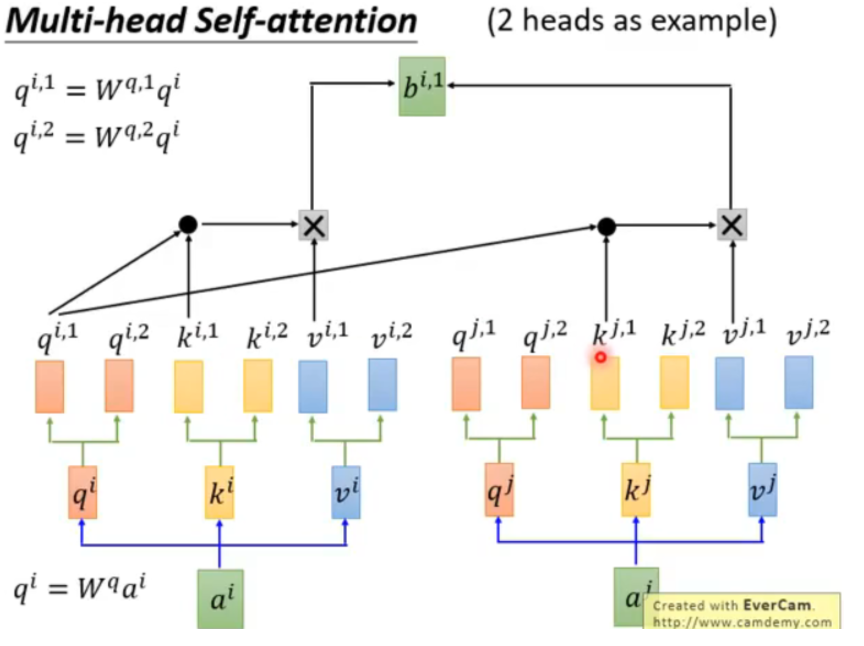 Multi-head Self-attention (2 heads as example)
q^{i,1} = W^{q,1}q^{i}
q^{i,2} = W^{q,2}q^{i}
b^{i,1}
q^{i,1} q^{i,2} k^{i,1} k^{i,2} v^{i,1} v^{i,2} q^{j,1} q^{j,2} k^{j,1} k^{j,2} v^{j,1} v^{j,2}
q^{i} k^{i} v^{i} q^{j} k^{j} v^{j}
q^{i} = W^{q}a^{i}
a^{i} a^{j}
Created with EverCam.
http://www.camdemy.com